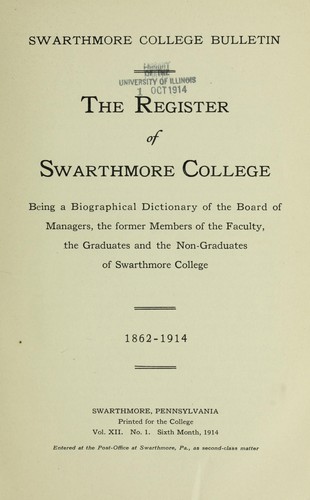 SWARTHMORE COLLEGE BULLETIN
OF THE
UNIVERSITY OF ILLINOIS
1 OCT 1914
THE REGISTER
of
SWARTHMORE COLLEGE
Being a Biographical Dictionary of the Board of
Managers, the former Members of the Faculty,
the Graduates and the Non-Graduates
of Swarthmore College
1862-1914
SWARTHMORE, PENNSYLVANIA
Printed for the College
Vol. XII. No. 1. Sixth Month, 1914
Entered at the Post-Office at Swarthmore, Pa., as second-class matter